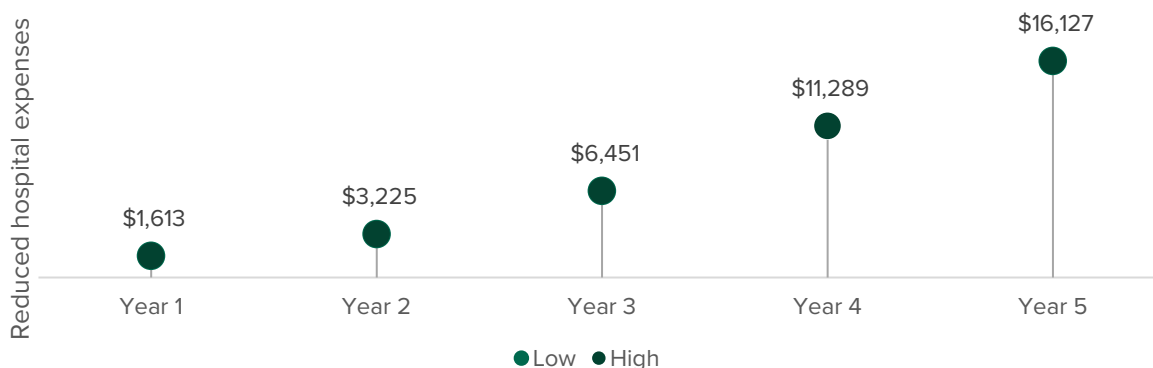 Reduced hospital expenses
$16,127
$11,289
$6,451
$3,225
$1,613
Year 1
Year 2
Year 3
Year 4
Year 5
Low
High